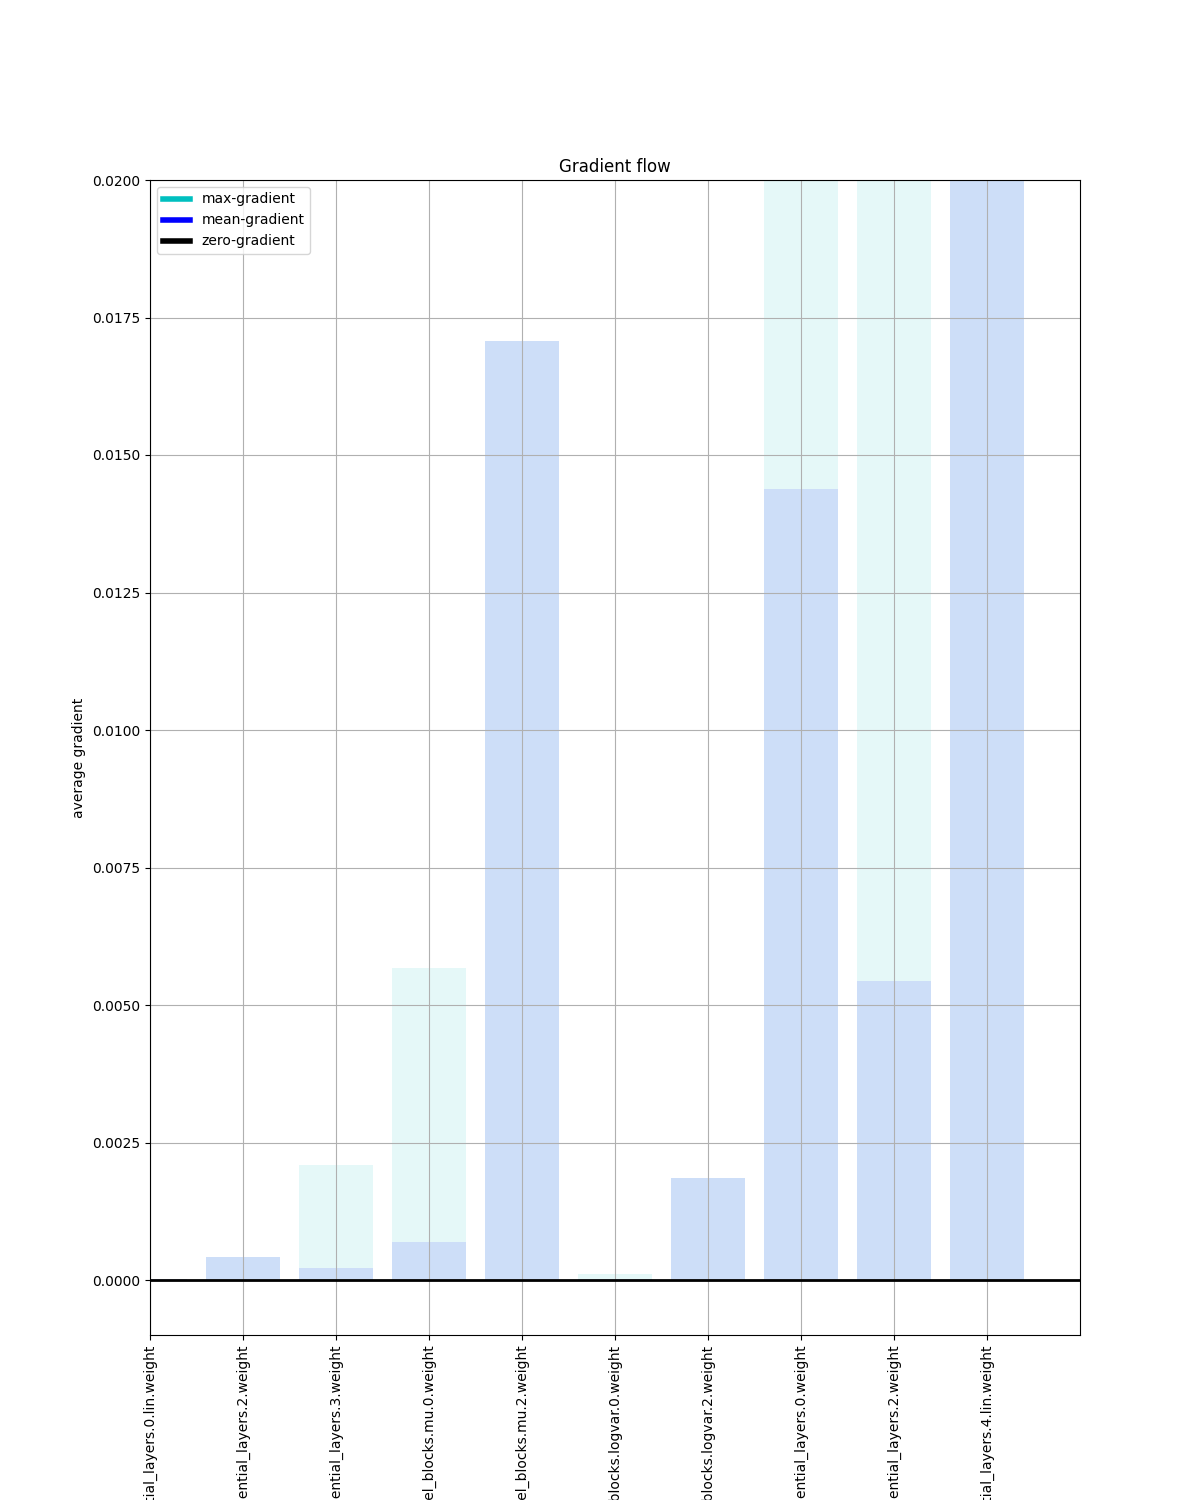 Gradient flow
max-gradient
mean-gradient
zero-gradient
0.0200
0.0175
0.0150
0.0125
0.0100
0.0075
0.0050
0.0025
0.0000
average gradient
tial_layers.0.lin.weight
ential_layers.2.weight
ential_layers.3.weight
el_blocks.mu.0.weight
el_blocks.mu.2.weight
blocks.logvar.0.weight
blocks.logvar.2.weight
ential_layers.0.weight
ential_layers.2.weight
tial_layers.4.lin.weight